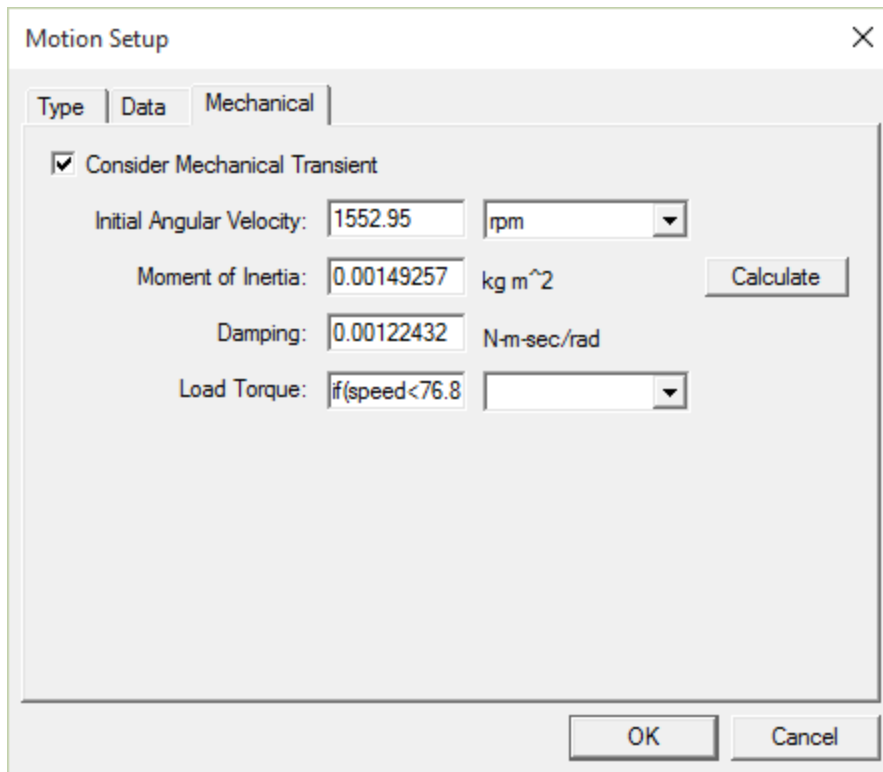 Motion Setup
Type Data Mechanical
Consider Mechanical Transient
Initial Angular Velocity: 1552.95 rpm
Moment of Inertia: 0.00149257 kg m^2 Calculate
Damping: 0.00122432 N-m-sec/rad
Load Torque: if(speed<76.8
OK Cancel